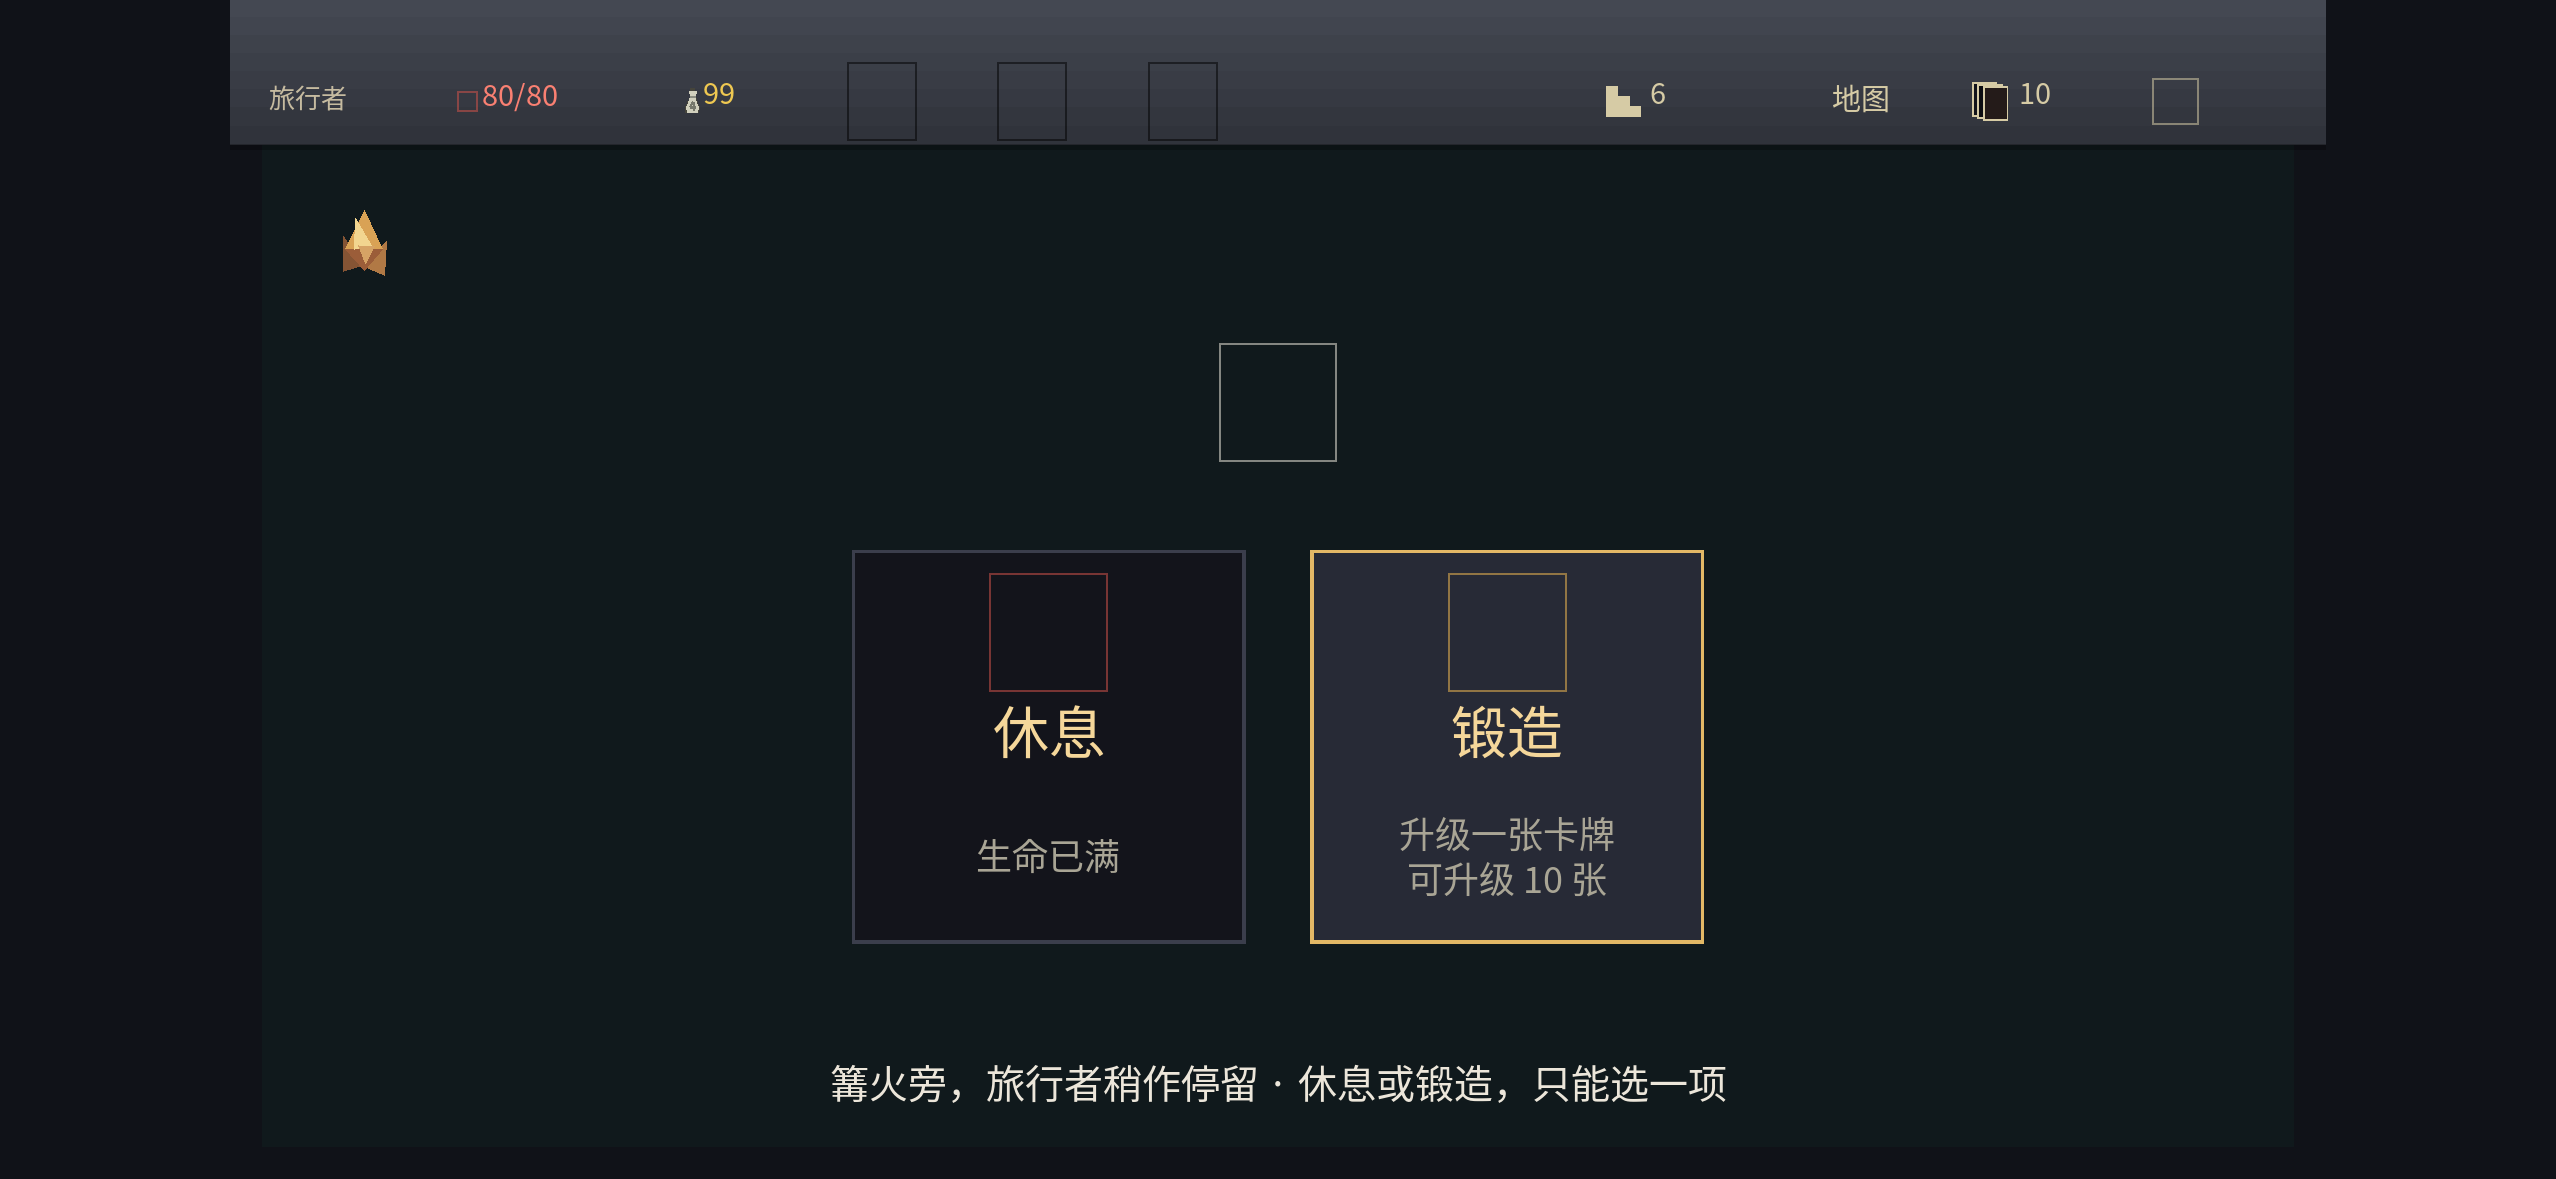 旅行者
80/80
99
6
地图
10
休息
生命已满
锻造
升级一张卡牌
可升级 10 张
篝火旁，旅行者稍作停留 · 休息或锻造，只能选一项